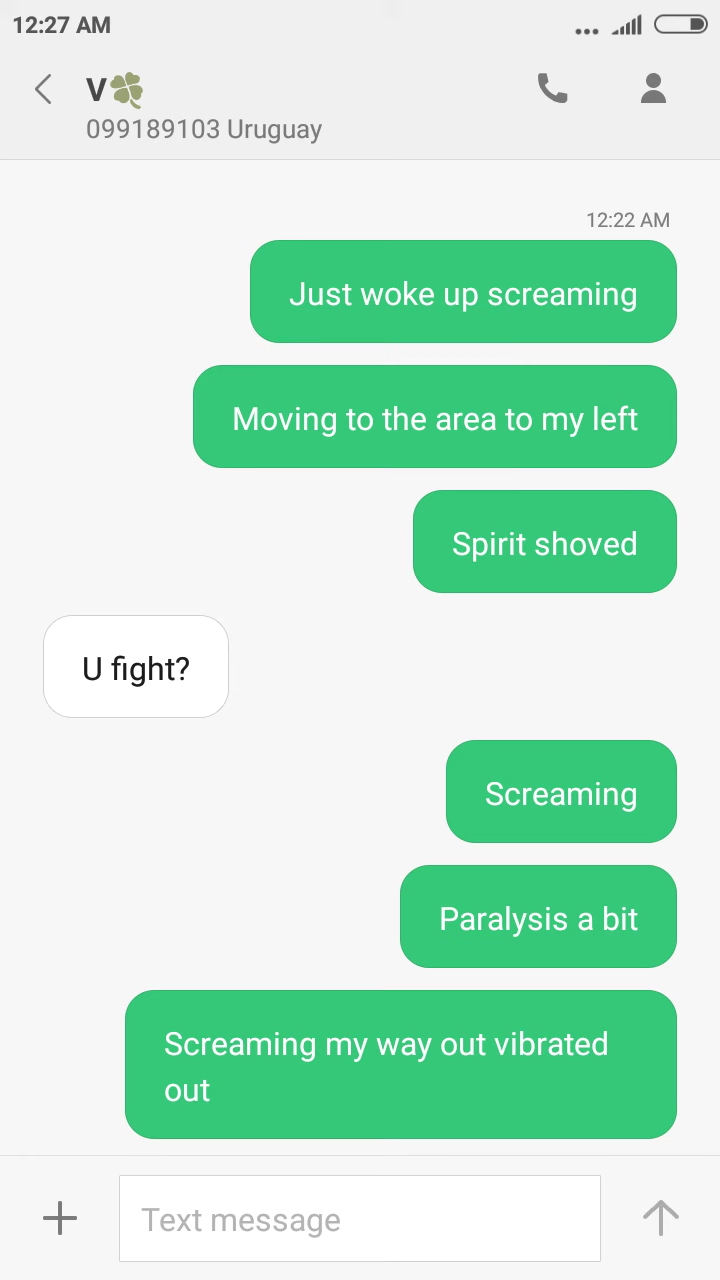 12:27 AM
V🍀
099189103 Uruguay
12:22 AM
Just woke up screaming
Moving to the area to my left
Spirit shoved
U fight?
Screaming
Paralysis a bit
Screaming my way out vibrated
out
Text message